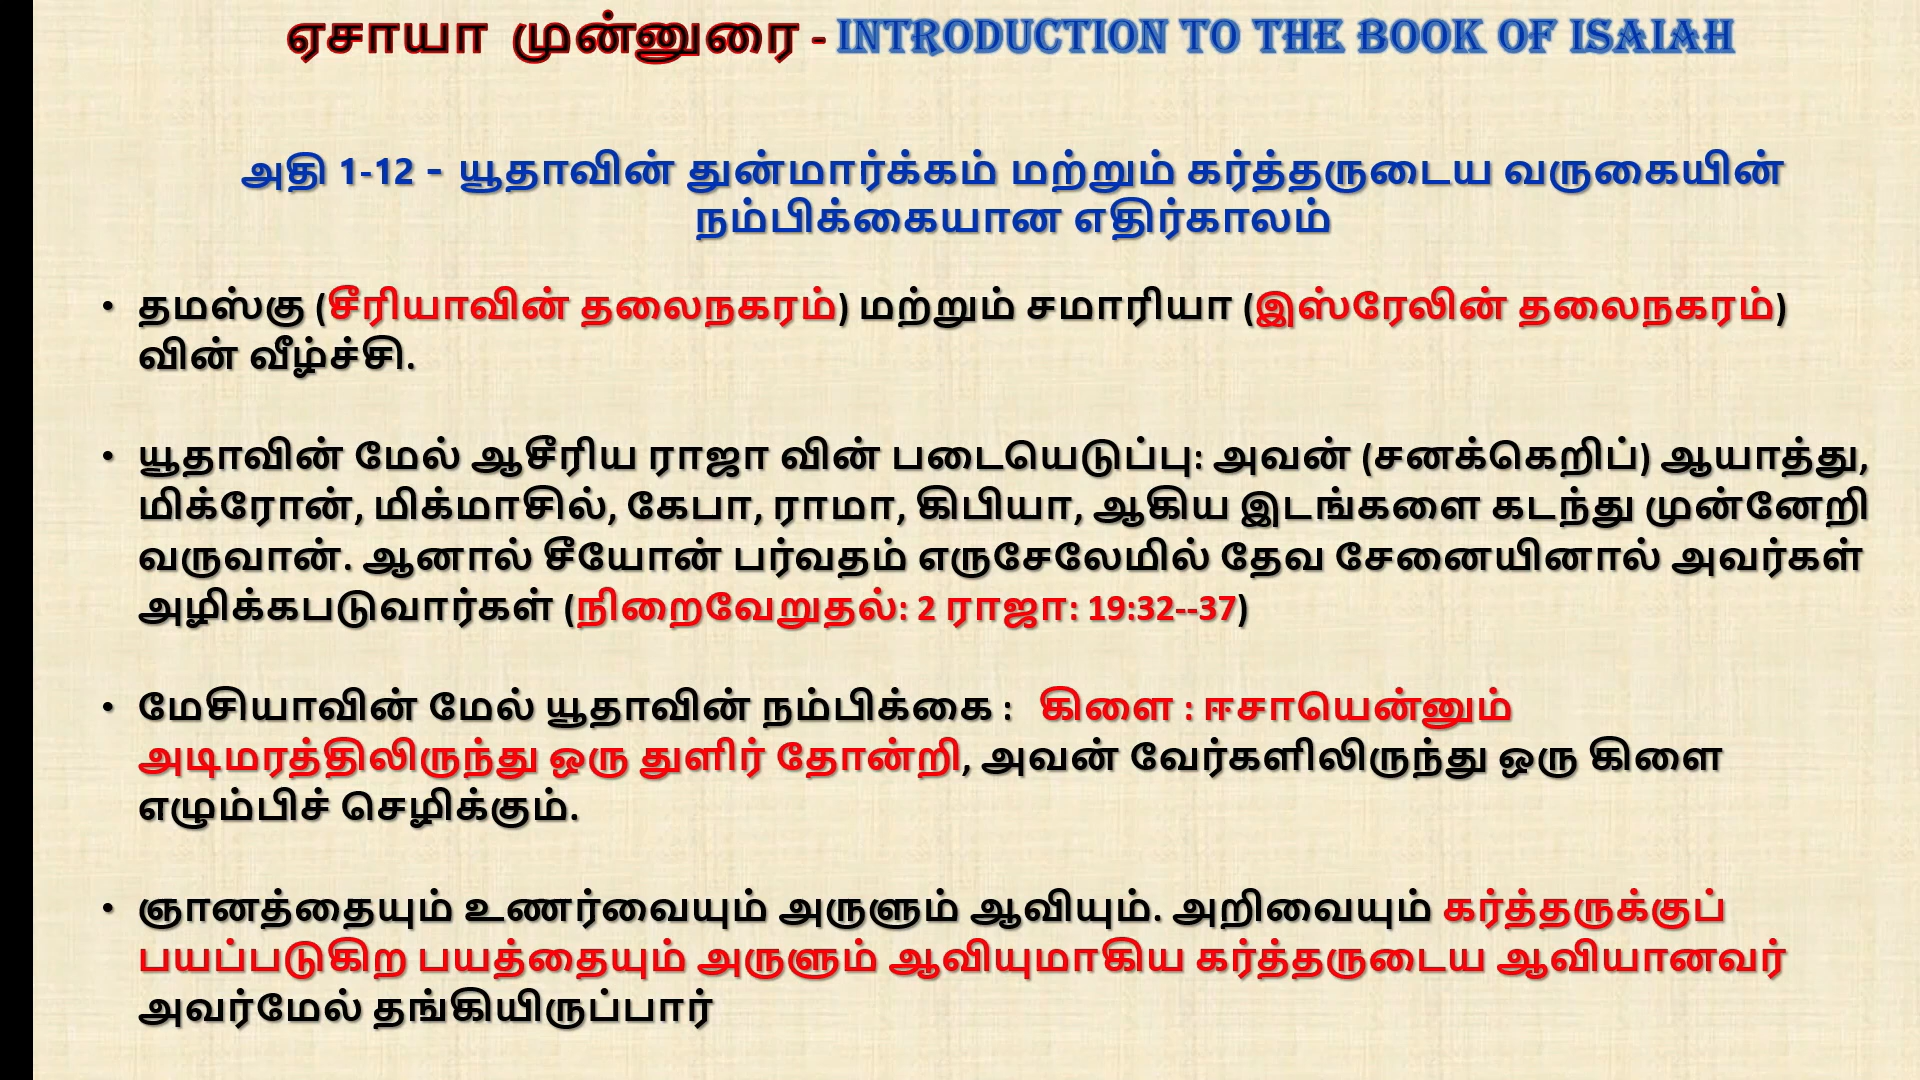 ஏசாயா முன்னுரை - INTRODUCTION TO THE BOOK OF ISAIAH
அதி 1-12 - யூதாவின் துன்மார்க்கம் மற்றும் கர்த்தருடைய வருகையின்
நம்பிக்கையான எதிர்காலம்
• தமஸ்கு (சீரியாவின் தலைநகரம்) மற்றும் சமாரியா (இஸ்ரேலின் தலைநகரம்)
வின் வீழ்ச்சி.
• யூதாவின் மேல் ஆசீரிய ராஜா வின் படையெடுப்பு: அவன் (சனக்கெறிப்) ஆயாத்து,
மிக்ரோன், மிக்மாசில், கேபா, ராமா, கிபியா, ஆகிய இடங்களை கடந்து முன்னேறி
வருவான். ஆனால் சீயோன் பர்வதம் எருசேலேமில் தேவ சேனையினால் அவர்கள்
அழிக்கபடுவார்கள் (நிறைவேறுதல்: 2 ராஜா: 19:32--37)
• மேசியாவின் மேல் யூதாவின் நம்பிக்கை : கிளை : ஈசாயென்னும்
அடிமரத்திலிருந்து ஒரு துளிர் தோன்றி, அவன் வேர்களிலிருந்து ஒரு கிளை
எழும்பிச் செழிக்கும்.
• ஞானத்தையும் உணர்வையும் அருளும் ஆவியும். அறிவையும் கர்த்தருக்குப்
பயப்படுகிற பயத்தையும் அருளும் ஆவியுமாகிய கர்த்தருடைய ஆவியானவர்
அவர்மேல் தங்கியிருப்பார்